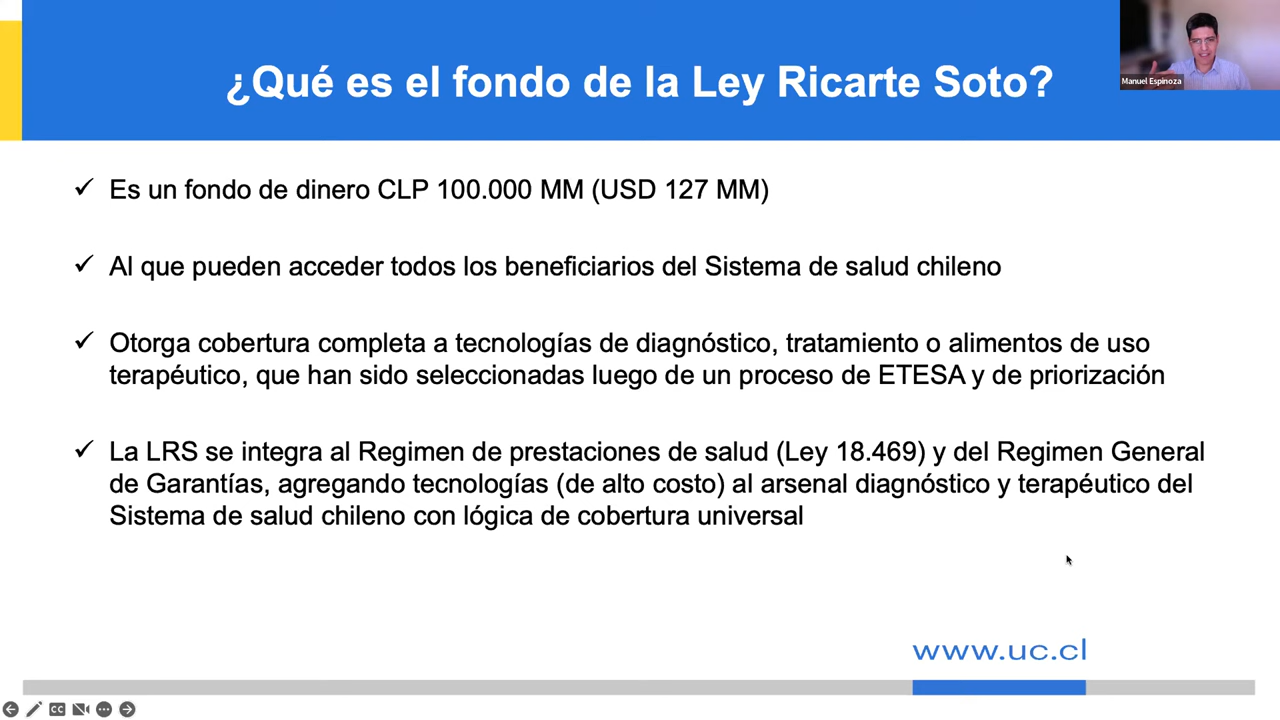 ¿Qué es el fondo de la Ley Ricarte Soto?
Manuel Espinoza
✓ Es un fondo de dinero CLP 100.000 MM (USD 127 MM)
✓ Al que pueden acceder todos los beneficiarios del Sistema de salud chileno
✓ Otorga cobertura completa a tecnologías de diagnóstico, tratamiento o alimentos de uso
terapéutico, que han sido seleccionadas luego de un proceso de ETESA y de priorización
✓ La LRS se integra al Regimen de prestaciones de salud (Ley 18.469) y del Regimen General
de Garantías, agregando tecnologías (de alto costo) al arsenal diagnóstico y terapéutico del
Sistema de salud chileno con lógica de cobertura universal
www.uc.cl
CC